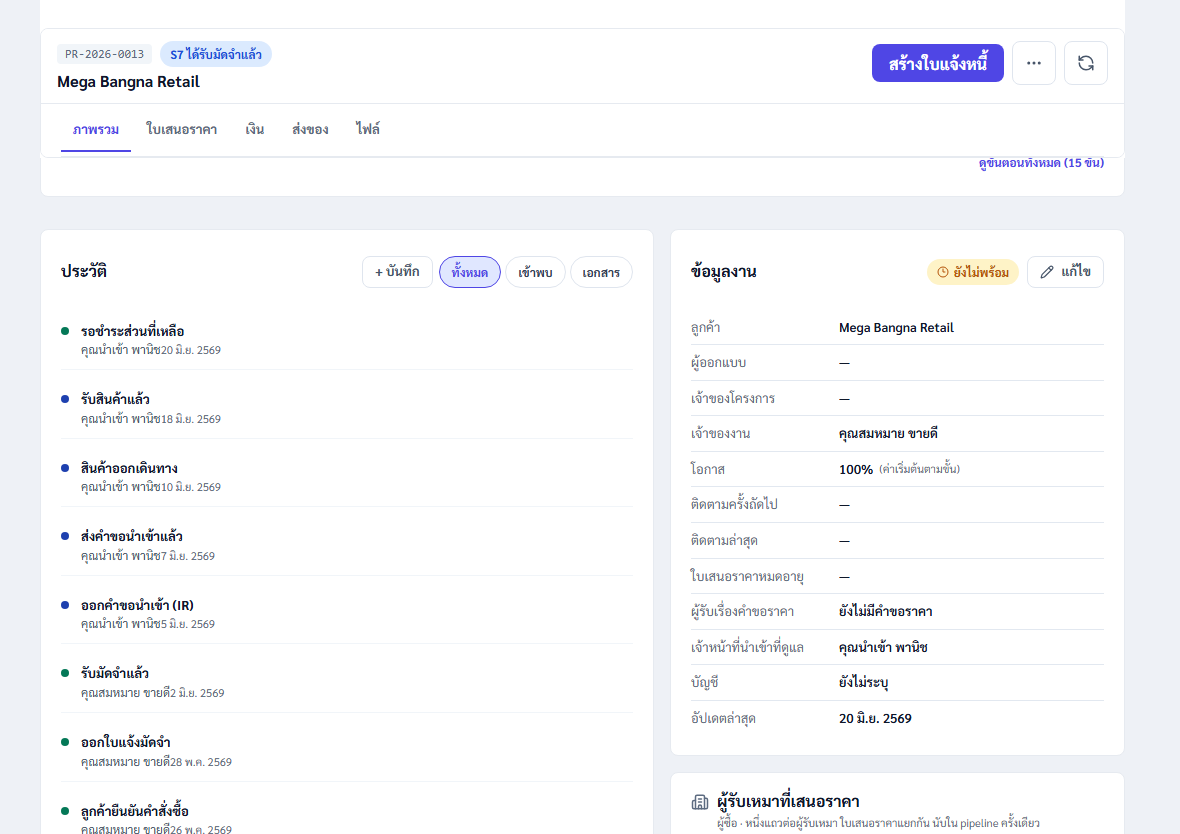 PR-2026-0013 S7 ได้รับมัดจำแล้ว
Mega Bangna Retail
สร้างใบแจ้งหนี้
ภาพรวม ใบเสนอราคา เงิน ส่งของ ไฟล์
ดูขั้นตอนทั้งหมด (15 ขั้น)
ประวัติ
+ บันทึก ทั้งหมด เข้าพบ เอกสาร
รอชำระส่วนที่เหลือ
คุณนำเข้า พานิช20 มิ.ย. 2569
รับสินค้าแล้ว
คุณนำเข้า พานิช18 มิ.ย. 2569
สินค้าออกเดินทาง
คุณนำเข้า พานิช10 มิ.ย. 2569
ส่งคำขอนำเข้าแล้ว
คุณนำเข้า พานิช7 มิ.ย. 2569
ออกคำขอนำเข้า (IR)
คุณนำเข้า พานิช5 มิ.ย. 2569
รับมัดจำแล้ว
คุณสมหมาย ขายดี2 มิ.ย. 2569
ออกใบแจ้งมัดจำ
คุณสมหมาย ขายดี28 พ.ค. 2569
ลูกค้ายืนยันคำสั่งซื้อ
คุณสมหมาย ขายดี26 พ.ค. 2569
ข้อมูลงาน
ยังไม่พร้อม แก้ไข
ลูกค้า Mega Bangna Retail
ผู้ออกแบบ —
เจ้าของโครงการ —
เจ้าของงาน คุณสมหมาย ขายดี
โอกาส 100% (ค่าเริ่มต้นตามขั้น)
ติดตามครั้งถัดไป —
ติดตามล่าสุด —
ใบเสนอราคาหมดอายุ —
ผู้รับเรื่องคำขอราคา ยังไม่มีคำขอราคา
เจ้าหน้าที่นำเข้าที่ดูแล คุณนำเข้า พานิช
บัญชี ยังไม่ระบุ
อัปเดตล่าสุด 20 มิ.ย. 2569
ผู้รับเหมาที่เสนอราคา
ผู้ซื้อ · หนึ่งแถวต่อผู้รับเหมา ใบเสนอราคาแยกกัน นับใน pipeline ครั้งเดียว